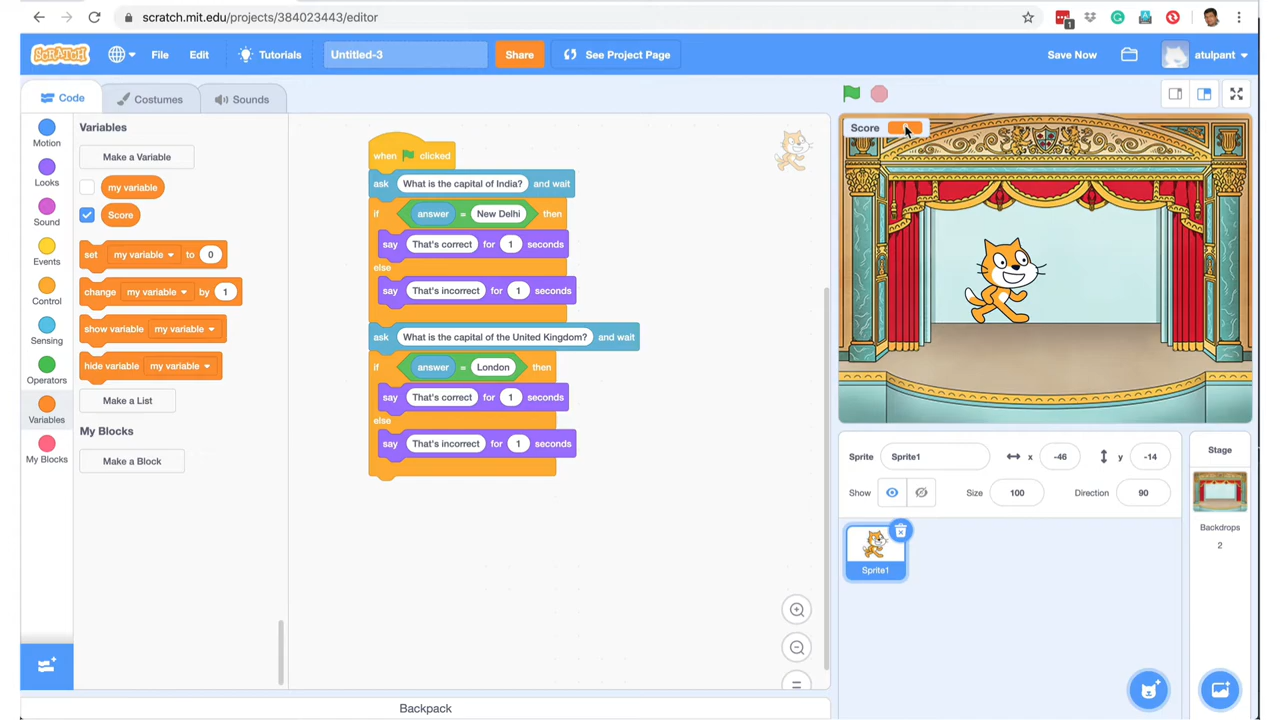 scratch.mit.edu/projects/384023443/editor
1
SCRATCH
File
Edit
Tutorials
Untitled-3
Share
See Project Page
Save Now
atulpant
Code
Costumes
Sounds
Motion
Looks
Sound
Events
Control
Sensing
Operators
Variables
My Blocks
Variables
Make a Variable
my variable
Score
set my variable to 0
change my variable by 1
show variable my variable
hide variable my variable
Make a List
My Blocks
Make a Block
when clicked
ask What is the capital of India? and wait
if answer = New Delhi then
say That's correct for 1 seconds
else
say That's incorrect for 1 seconds
ask What is the capital of the United Kingdom? and wait
if answer = London then
say That's correct for 1 seconds
else
say That's incorrect for 1 seconds
Backpack
Score
Sprite Sprite1 x -46 y -14
Show Size 100 Direction 90
Sprite1
Stage
Backdrops
2